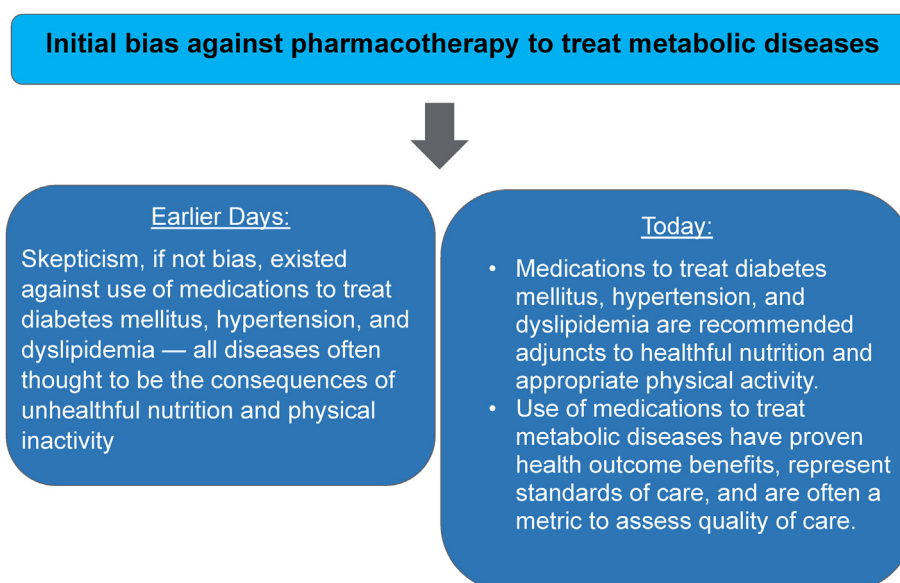 Initial bias against pharmacotherapy to treat metabolic diseases
Earlier Days:
Skepticism, if not bias, existed
against use of medications to treat
diabetes mellitus, hypertension, and
dyslipidemia — all diseases often
thought to be the consequences of
unhealthful nutrition and physical
inactivity
Today:
• Medications to treat diabetes
mellitus, hypertension, and
dyslipidemia are recommended
adjuncts to healthful nutrition and
appropriate physical activity.
• Use of medications to treat
metabolic diseases have proven
health outcome benefits, represent
standards of care, and are often a
metric to assess quality of care.